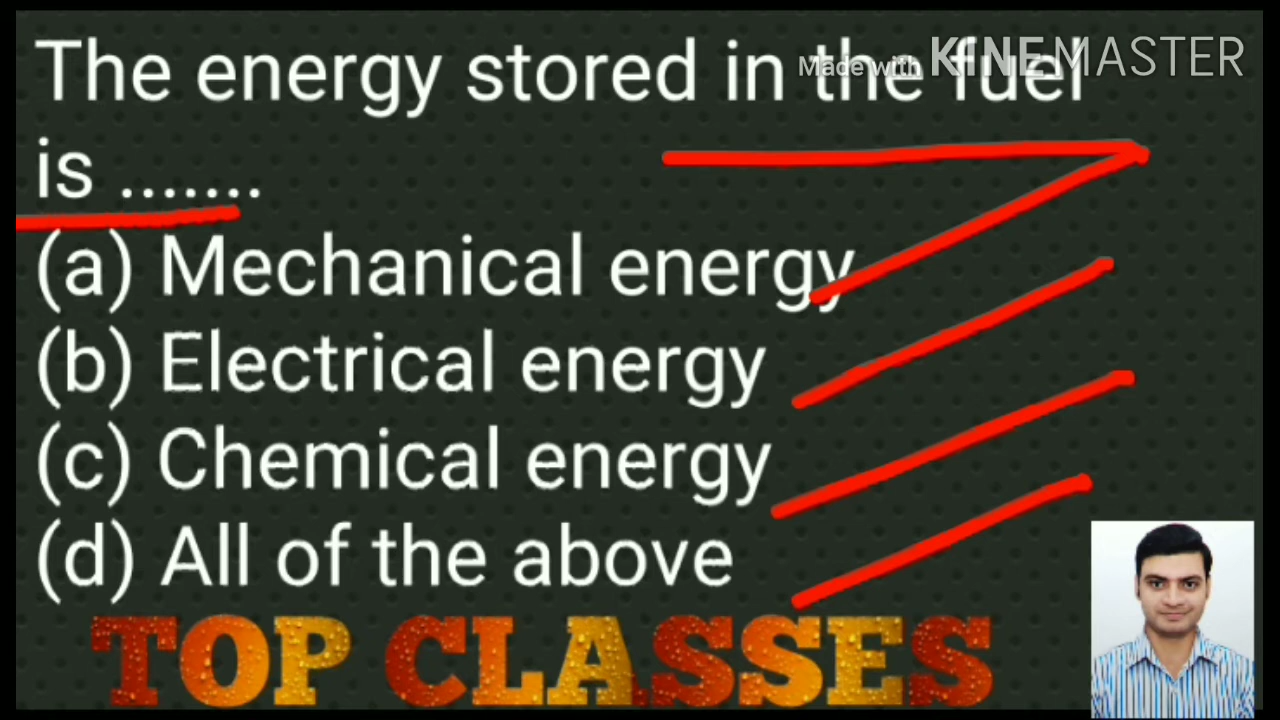 Made with KINEMASTER
The energy stored in the fuel
is .......
(a) Mechanical energy
(b) Electrical energy
(c) Chemical energy
(d) All of the above
TOP CLASSES